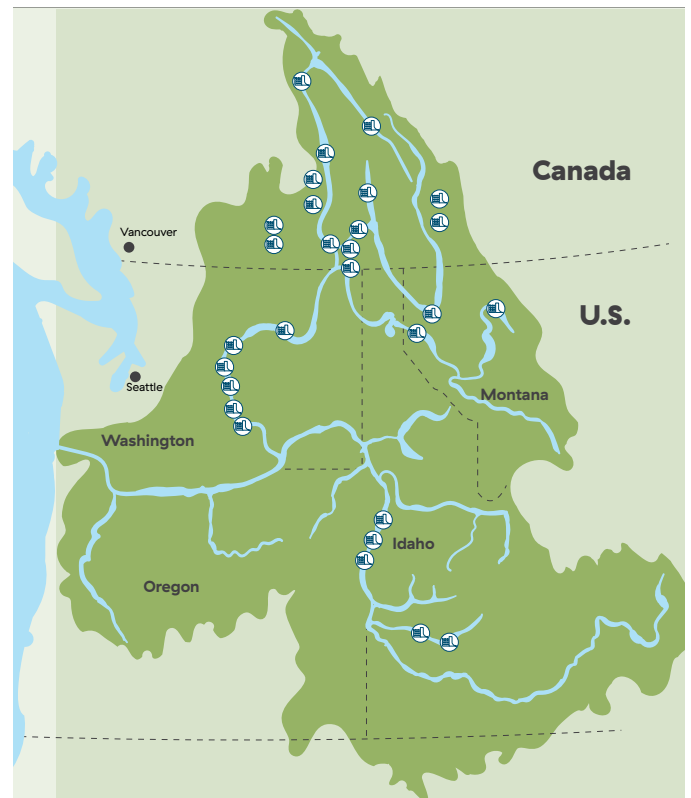 Canada
Vancouver
U.S.
Seattle
Montana
Washington
Idaho
Oregon